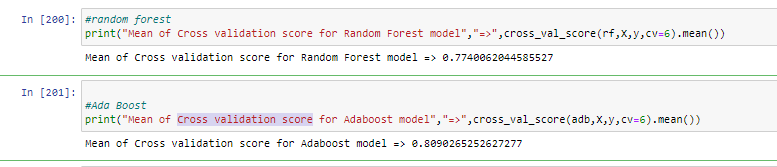 In [200]: #random forest
print("Mean of Cross validation score for Random Forest model","=>",cross_val_score(rf,X,y,cv=6).mean())
Mean of Cross validation score for Random Forest model => 0.7740062044585527
In [201]:
#Ada Boost
print("Mean of Cross validation score for Adaboost model","=>",cross_val_score(adb,X,y,cv=6).mean())
Mean of Cross validation score for Adaboost model => 0.8090265252627277